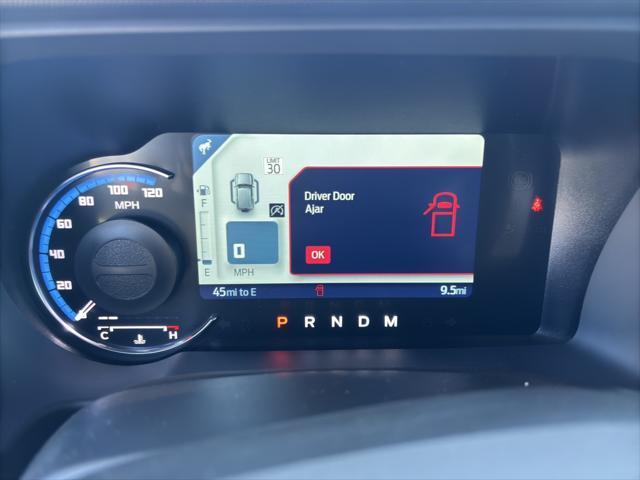 LIMIT
30
F
E
0
MPH
Driver Door
Ajar
OK
120
100
80
60
40
20
MPH
C
H
45mi to E
9.5mi
P R N D M